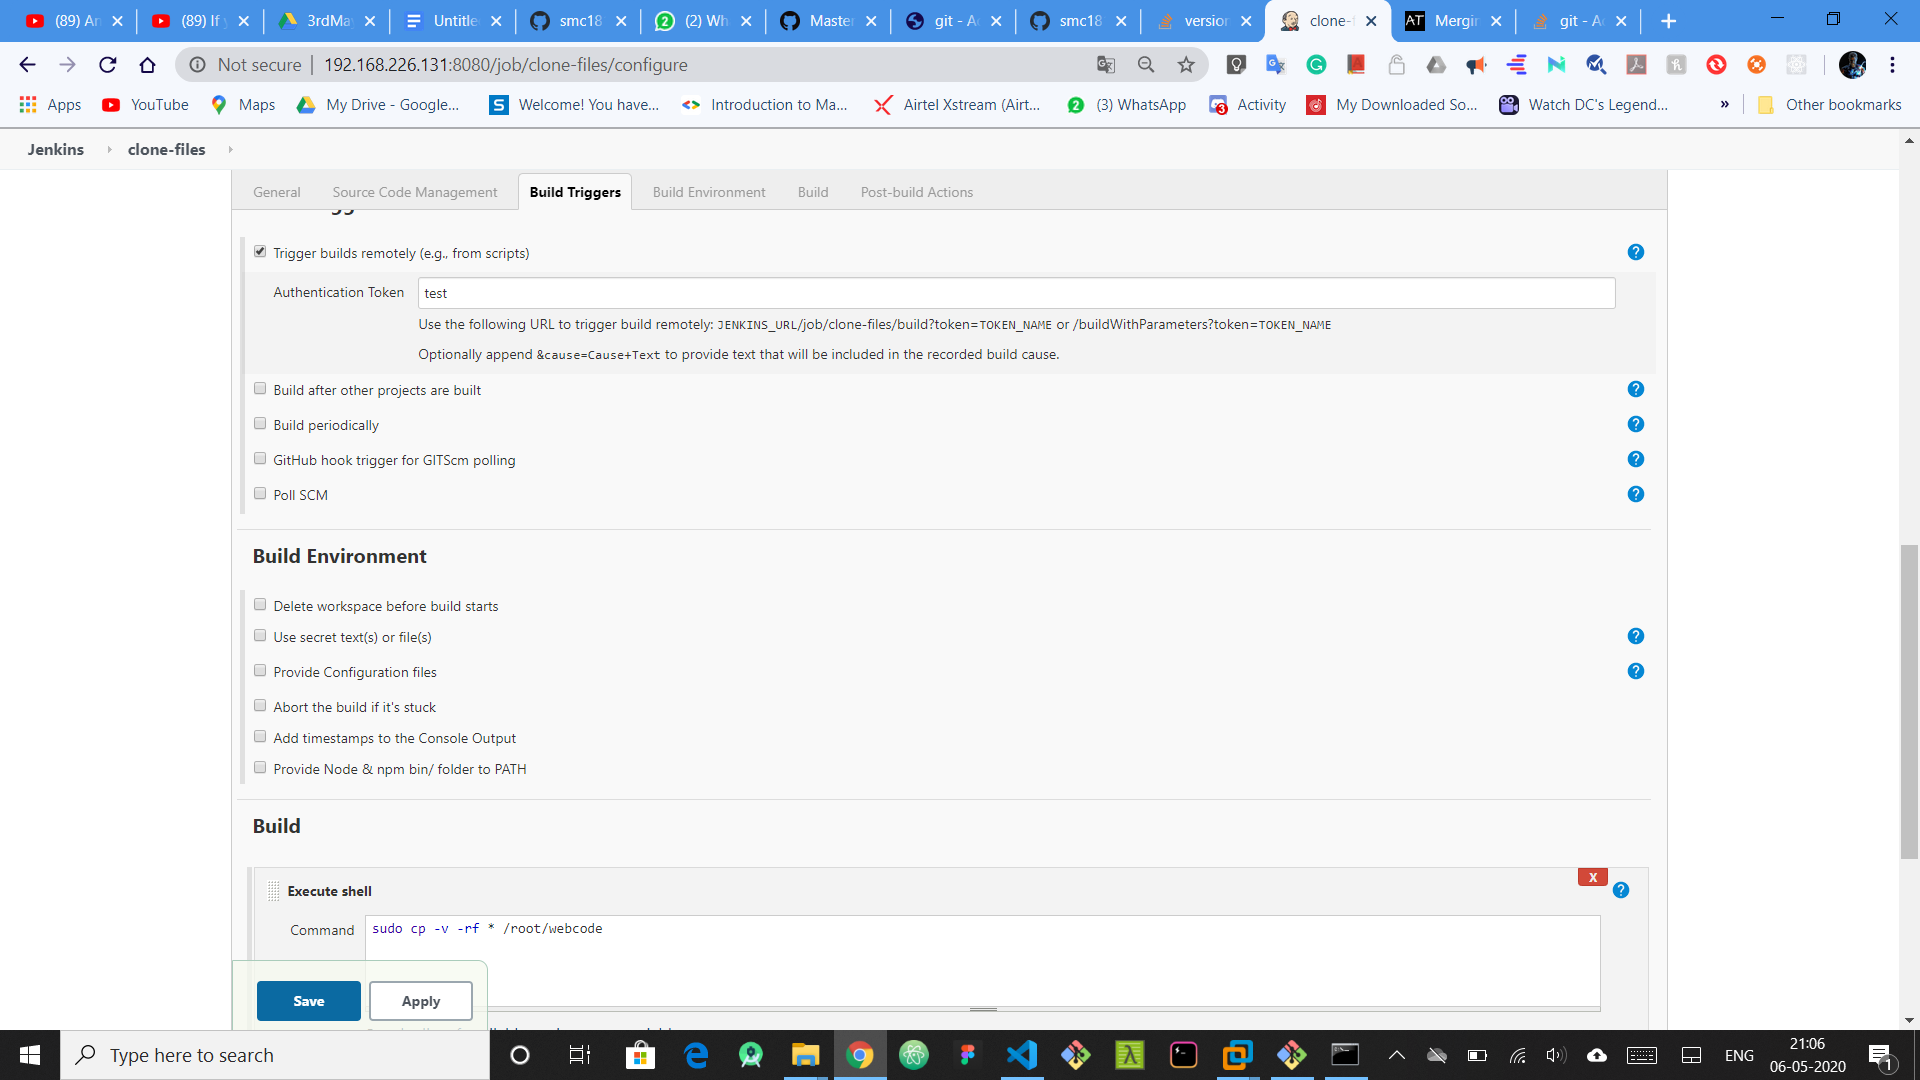 (89) An
(89) If y
3rdMay
Untitle
smc18
(2) Wh
Master
git - A
smc18
version
clone-f
Mergin
git - Ac
Not secure | 192.168.226.131:8080/job/clone-files/configure
Apps
YouTube
Maps
My Drive - Google...
Welcome! You have...
Introduction to Ma...
Airtel Xstream (Airt...
(3) WhatsApp
Activity
My Downloaded So...
Watch DC's Legend...
»
Other bookmarks
Jenkins
clone-files
General
Source Code Management
Build Triggers
Build Environment
Build
Post-build Actions
Trigger builds remotely (e.g., from scripts)
Authentication Token
test
Use the following URL to trigger build remotely: JENKINS_URL/job/clone-files/build?token=TOKEN_NAME or /buildWithParameters?token=TOKEN_NAME
Optionally append &cause=Cause+Text to provide text that will be included in the recorded build cause.
Build after other projects are built
Build periodically
GitHub hook trigger for GITScm polling
Poll SCM
Build Environment
Delete workspace before build starts
Use secret text(s) or file(s)
Provide Configuration files
Abort the build if it's stuck
Add timestamps to the Console Output
Provide Node & npm bin/ folder to PATH
Build
X
Execute shell
Command
sudo cp -v -rf * /root/webcode
Save
Apply
Type here to search
ENG
21:06
06-05-2020
1